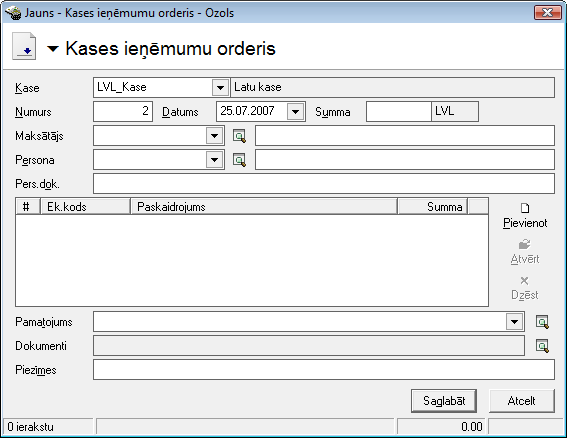 Jauns - Kases ieņēmumu orderis - Ozols
Kases ieņēmumu orderis
Kase LVL_Kase Latu kase
Numurs 2 Datums 25.07.2007 Summa LVL
Maksātājs
Persona
Pers.dok.
# Ek.kods Paskaidrojums Summa
Pievienot
Atvērt
Dzēst
Pamatojums
Dokumenti
Piezīmes
Saglabāt Atcelt
0 ierakstu 0.00